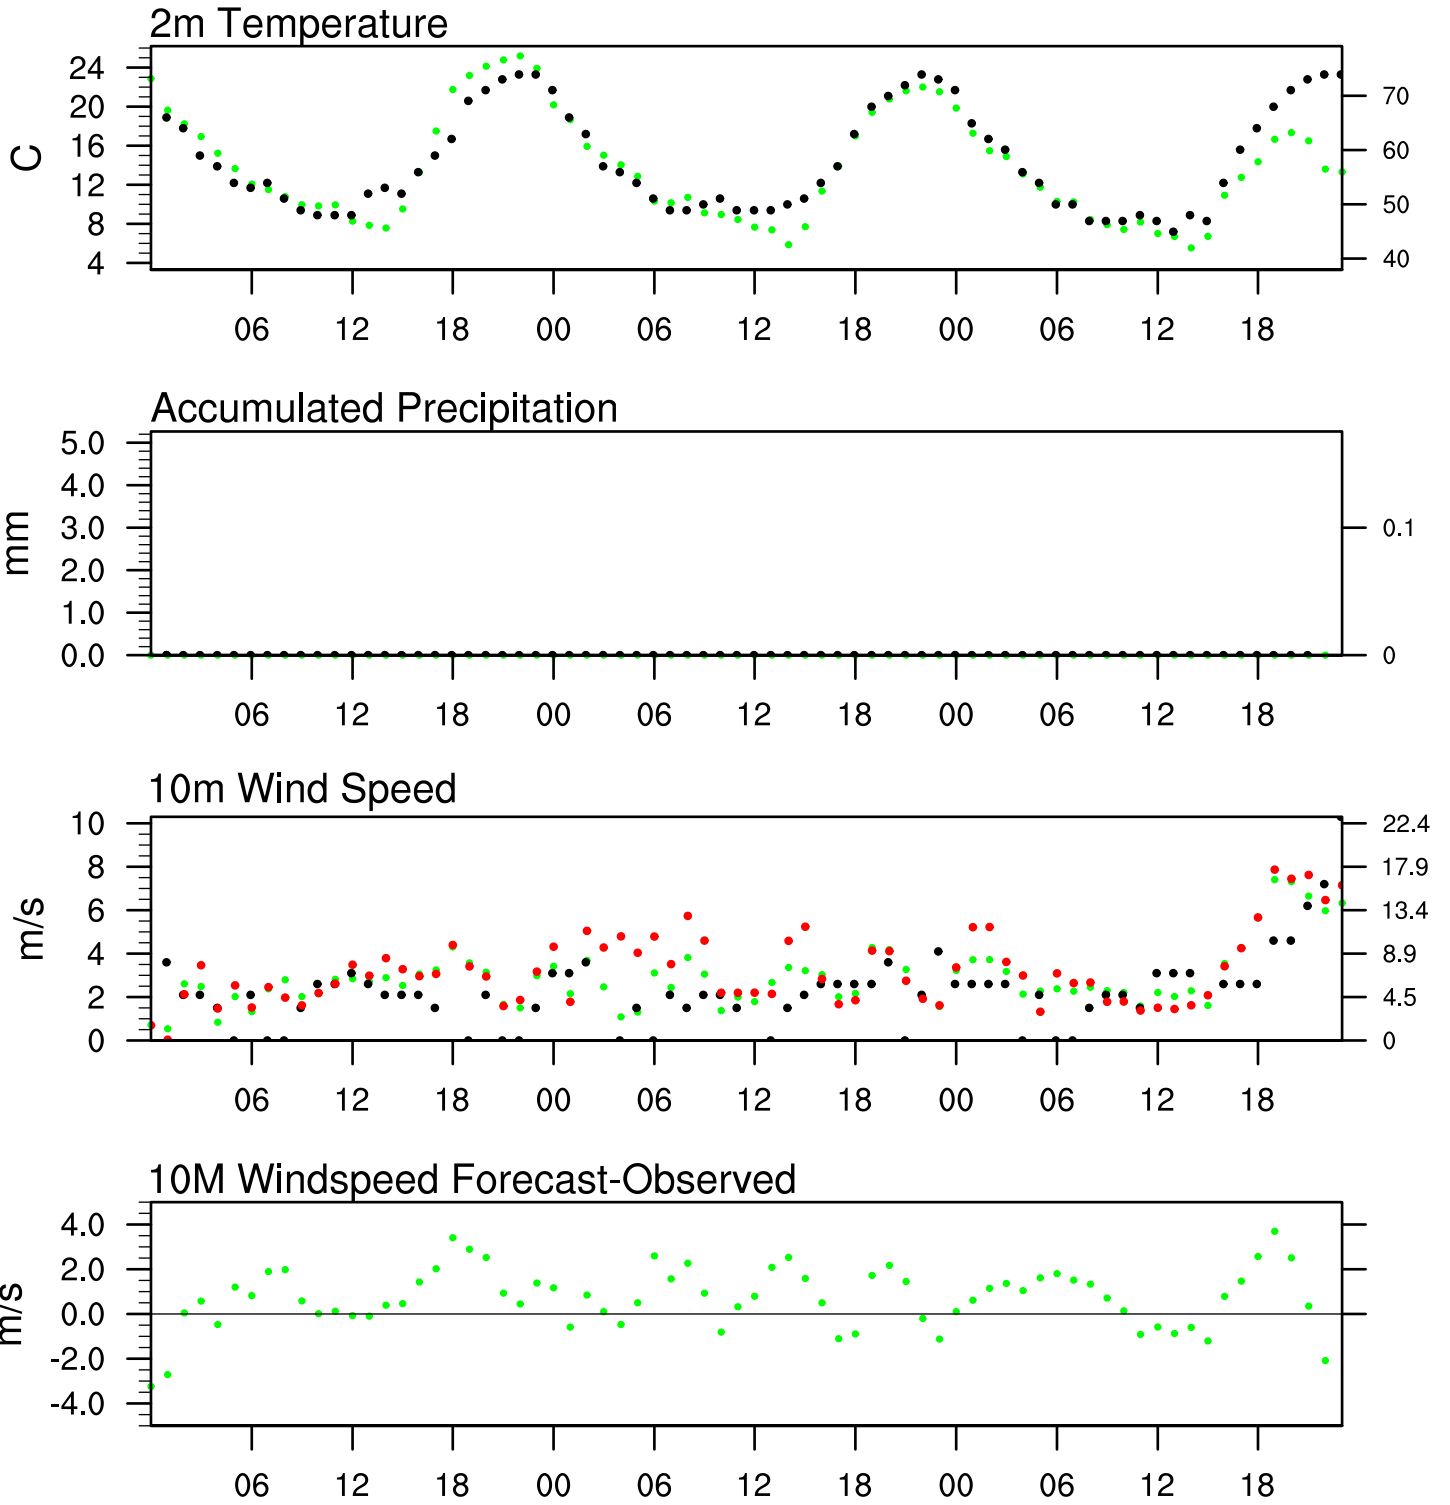 2m Temperature
24
20
16
12
8
4
C
70
60
50
40
06 12 18 00 06 12 18 00 06 12 18
Accumulated Precipitation
5.0
4.0
3.0
2.0
1.0
0.0
mm
0.1
0
06 12 18 00 06 12 18 00 06 12 18
10m Wind Speed
10
8
6
4
2
0
m/s
22.4
17.9
13.4
8.9
4.5
0
06 12 18 00 06 12 18 00 06 12 18
10M Windspeed Forecast-Observed
4.0
2.0
0.0
-2.0
-4.0
m/s
06 12 18 00 06 12 18 00 06 12 18